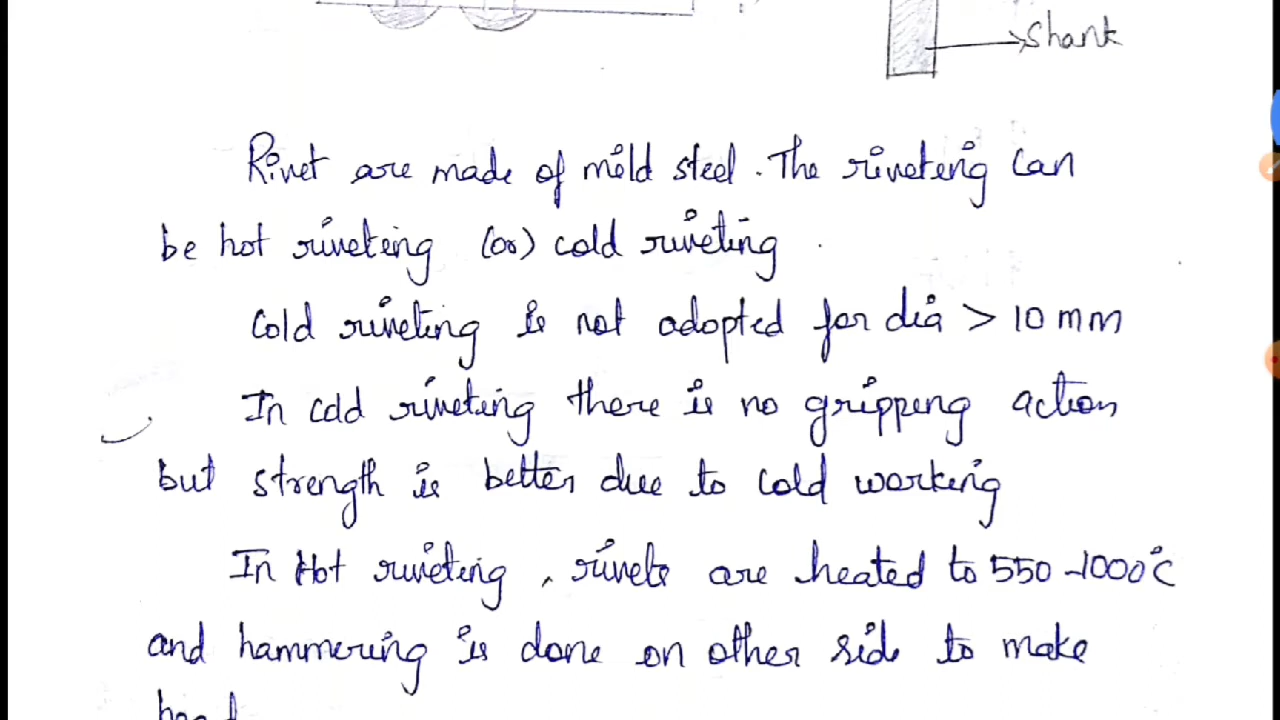 Shank
Rivet are made of mild steel. The riveting can
be hot riveting (or) cold riveting.
Cold riveting is not adopted for dia > 10 mm
In cold riveting there is no gripping action
but strength is better due to cold working
In Hot riveting, rivets are heated to 550-1000°C
and hammering is done on other side to make